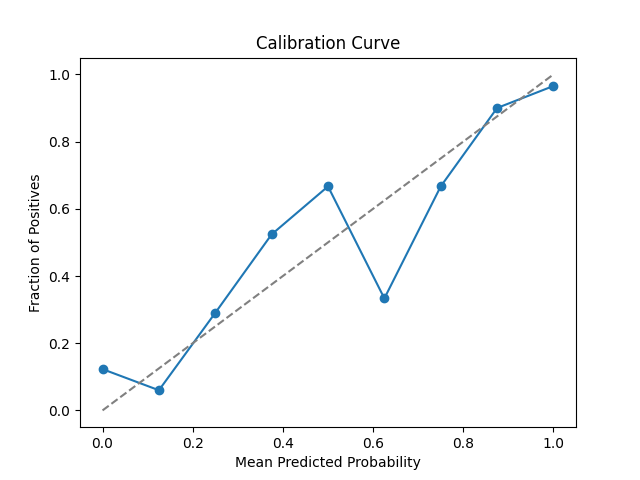 Calibration Curve
1.0
0.8
0.6
0.4
0.2
0.0
Fraction of Positives
0.0 0.2 0.4 0.6 0.8 1.0
Mean Predicted Probability